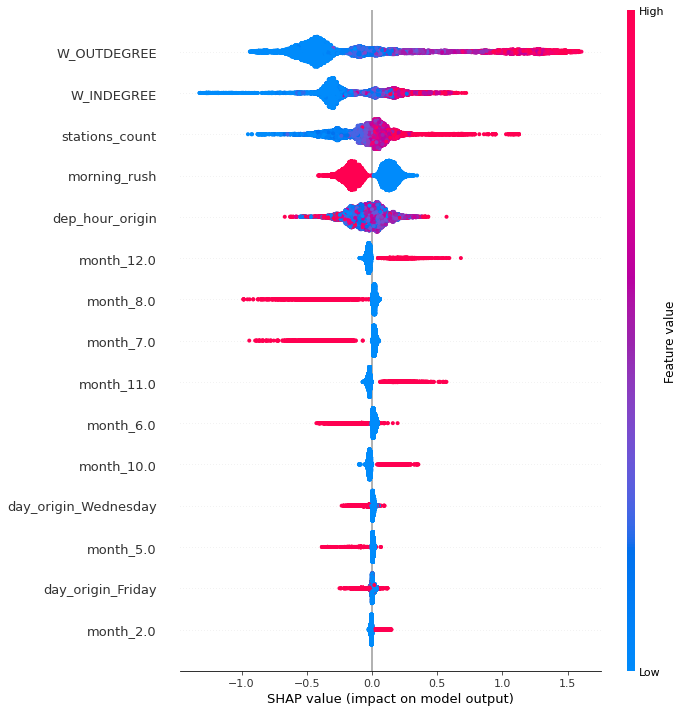 High
W_OUTDEGREE
W_INDEGREE
stations_count
morning_rush
dep_hour_origin
month_12.0
month_8.0
month_7.0
month_11.0
month_6.0
month_10.0
day_origin_Wednesday
month_5.0
day_origin_Friday
month_2.0
Feature value
Low
−1.0 −0.5 0.0 0.5 1.0 1.5
SHAP value (impact on model output)